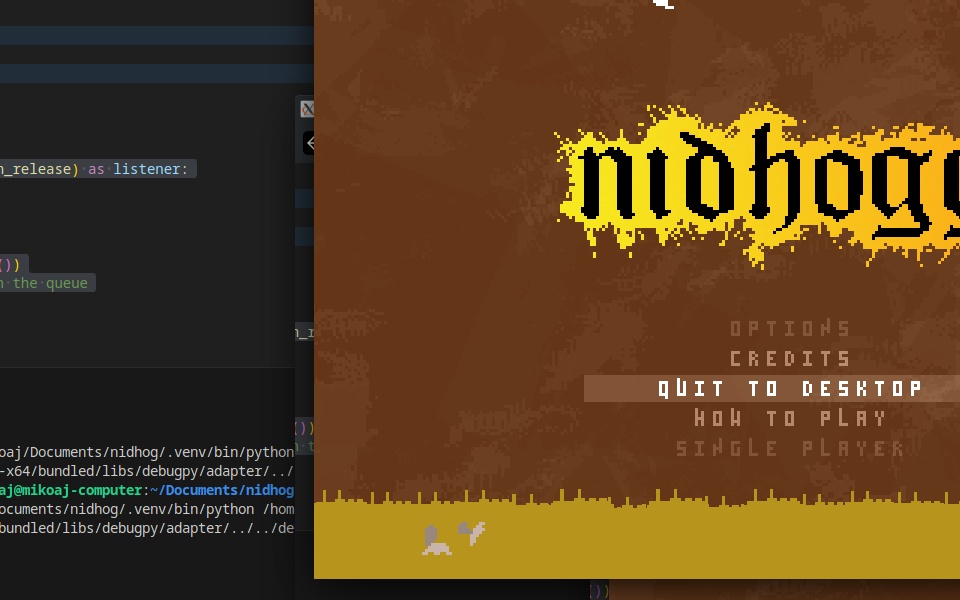 n_release) as listener:
())
n the queue
oaj/Documents/nidhog/.venv/bin/python
-x64/bundled/libs/debugpy/adapter/../
aj@mikoaj-computer:~/Documents/nidhog
ocuments/nidhog/.venv/bin/python /hom
bundled/libs/debugpy/adapter/../../de
n_r
())
n t
nidhogg
OPTIONS
CREDITS
QUIT TO DESKTOP
HOW TO PLAY
SINGLE PLAYER
())